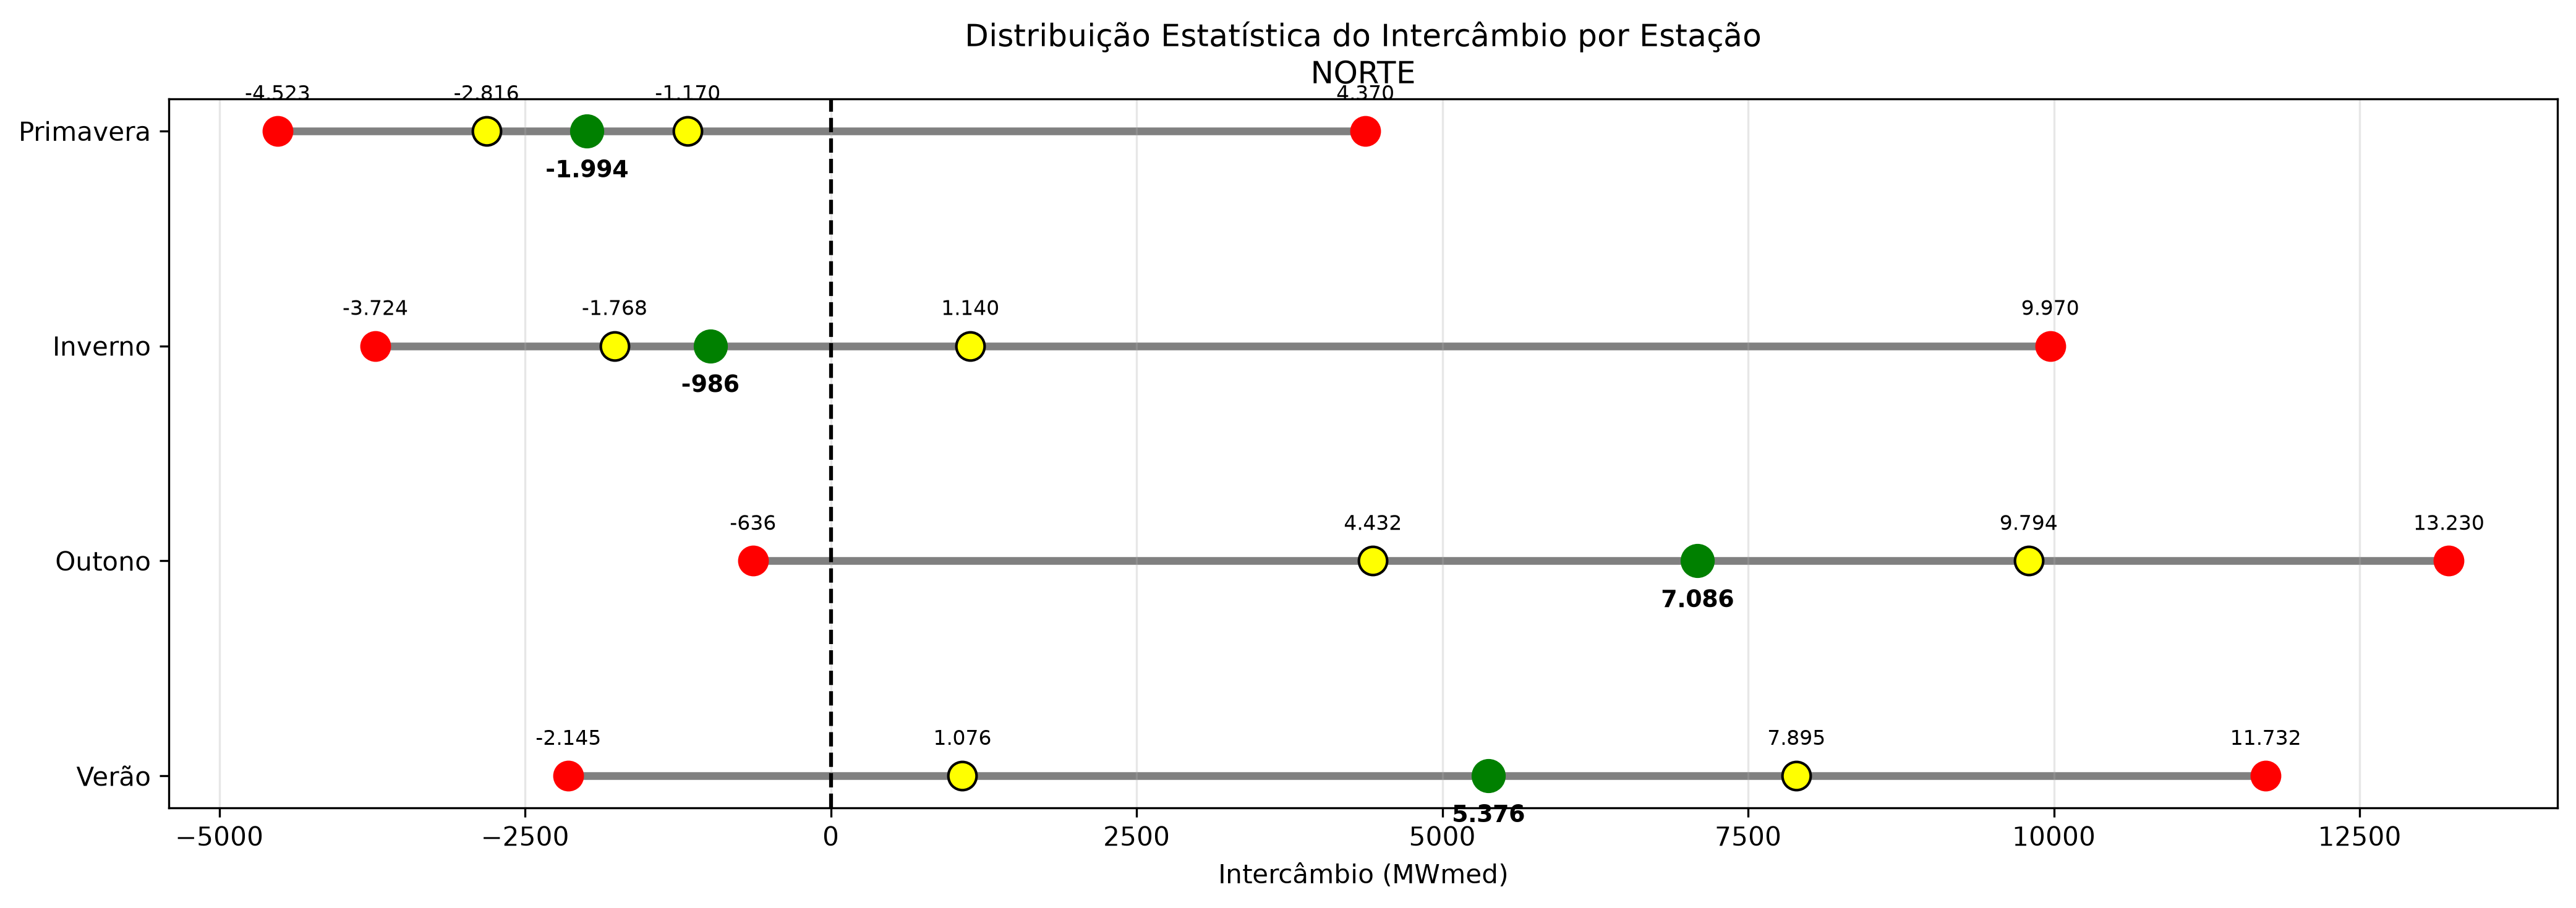 Distribuição Estatística do Intercâmbio por Estação
NORTE
-4.523 -2.816 -1.170 4.370
Primavera
-1.994
-3.724 -1.768 1.140 9.970
Inverno
-986
-636 4.432 9.794 13.230
Outono
7.086
-2.145 1.076 7.895 11.732
Verão
5.376
−5000 −2500 0 2500 5000 7500 10000 12500
Intercâmbio (MWmed)